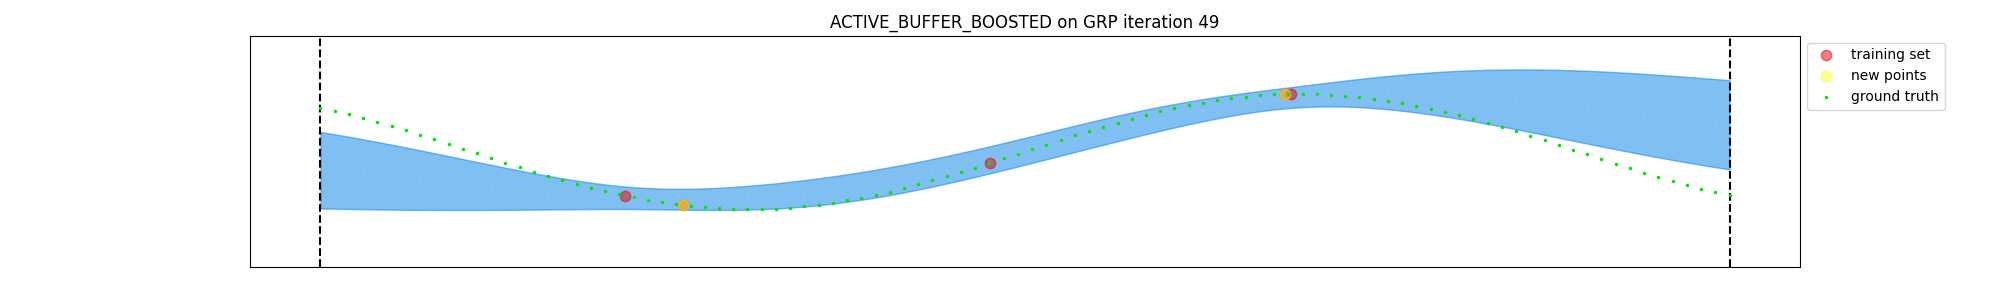 ACTIVE_BUFFER_BOOSTED on GRP iteration 49
training set
new points
ground truth